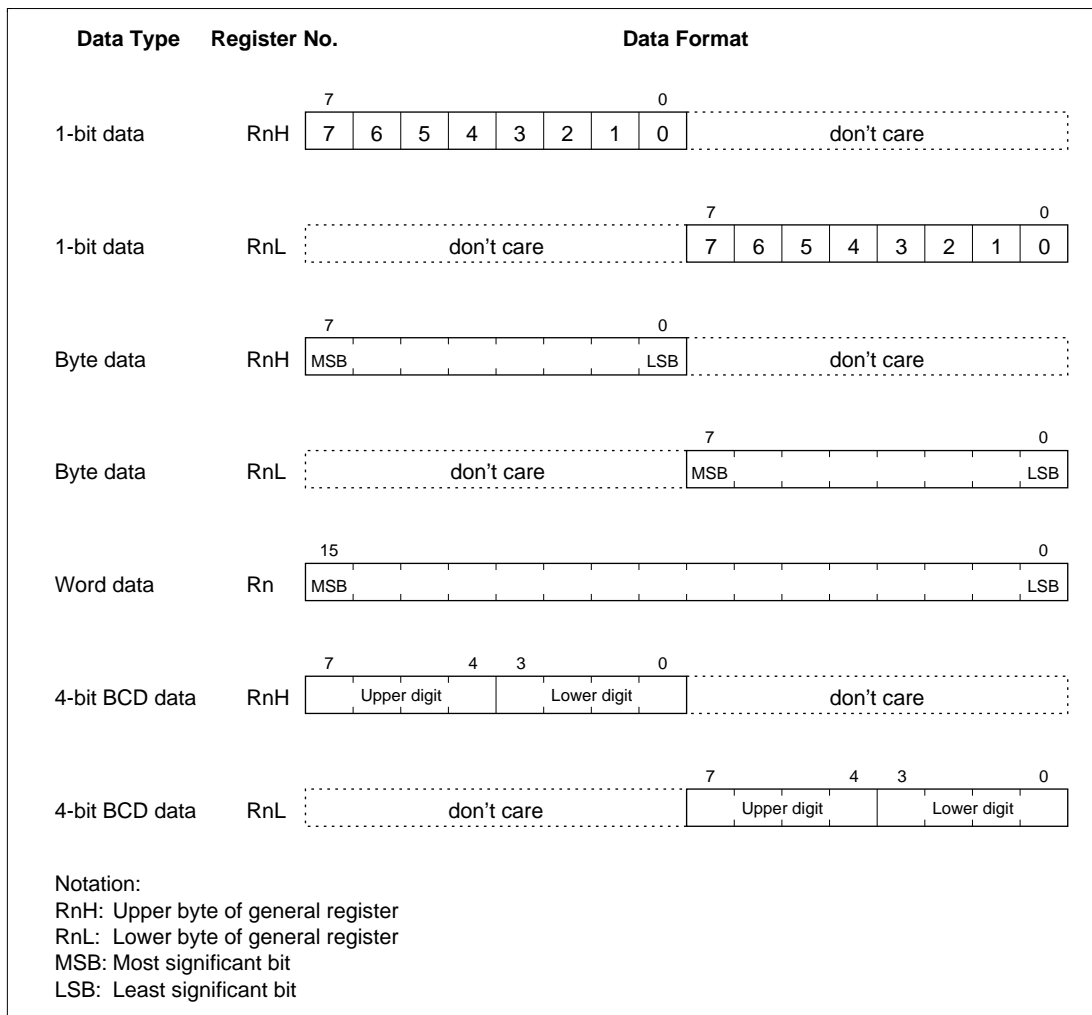 Data Type Register No. Data Format
7 0
1-bit data RnH 7 6 5 4 3 2 1 0 don't care
7 0
1-bit data RnL don't care 7 6 5 4 3 2 1 0
7 0
Byte data RnH MSB LSB don't care
7 0
Byte data RnL don't care MSB LSB
15 0
Word data Rn MSB LSB
7 4 3 0
4-bit BCD data RnH Upper digit Lower digit don't care
7 4 3 0
4-bit BCD data RnL don't care Upper digit Lower digit
Notation:
RnH: Upper byte of general register
RnL: Lower byte of general register
MSB: Most significant bit
LSB: Least significant bit